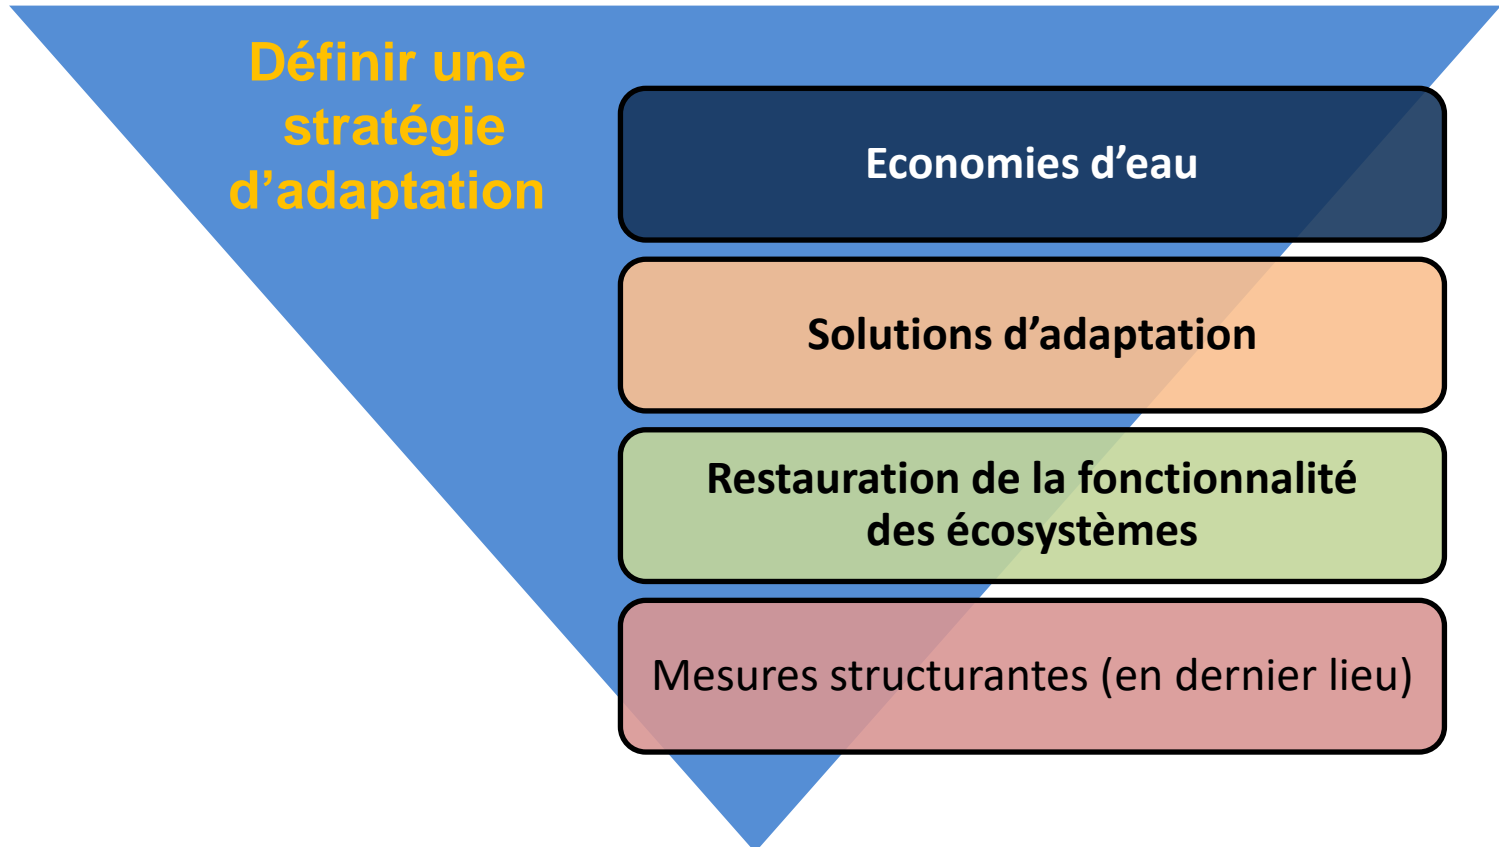 Définir une
stratégie
d’adaptation
Economies d’eau
Solutions d’adaptation
Restauration de la fonctionnalité
des écosystèmes
Mesures structurantes (en dernier lieu)